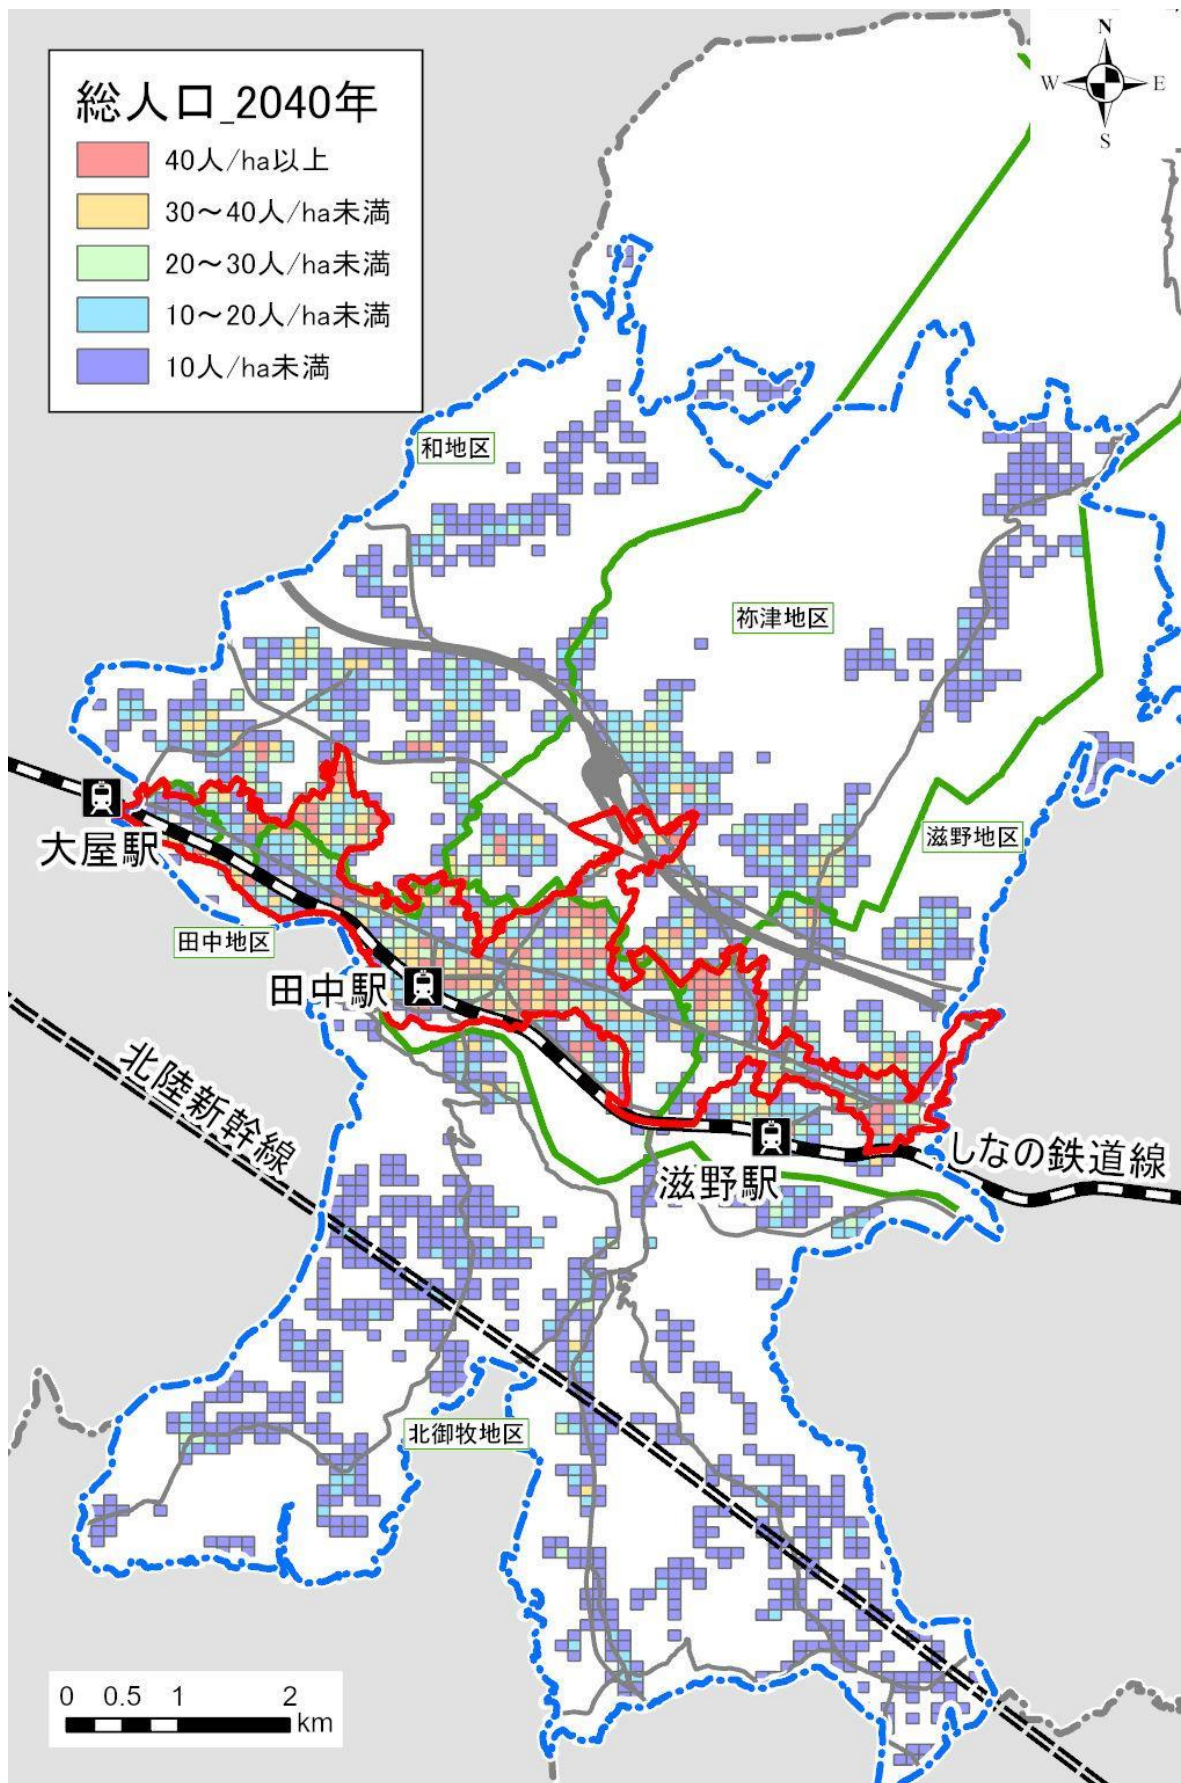 N
W
E
S
総人口_2040年
40人/ha以上
30～40人/ha未満
20～30人/ha未満
10～20人/ha未満
10人/ha未満
和地区
祢津地区
滋野地区
大屋駅
田中地区
田中駅
北陸新幹線
しなの鉄道線
滋野駅
北御牧地区
0 0.5 1 2
km